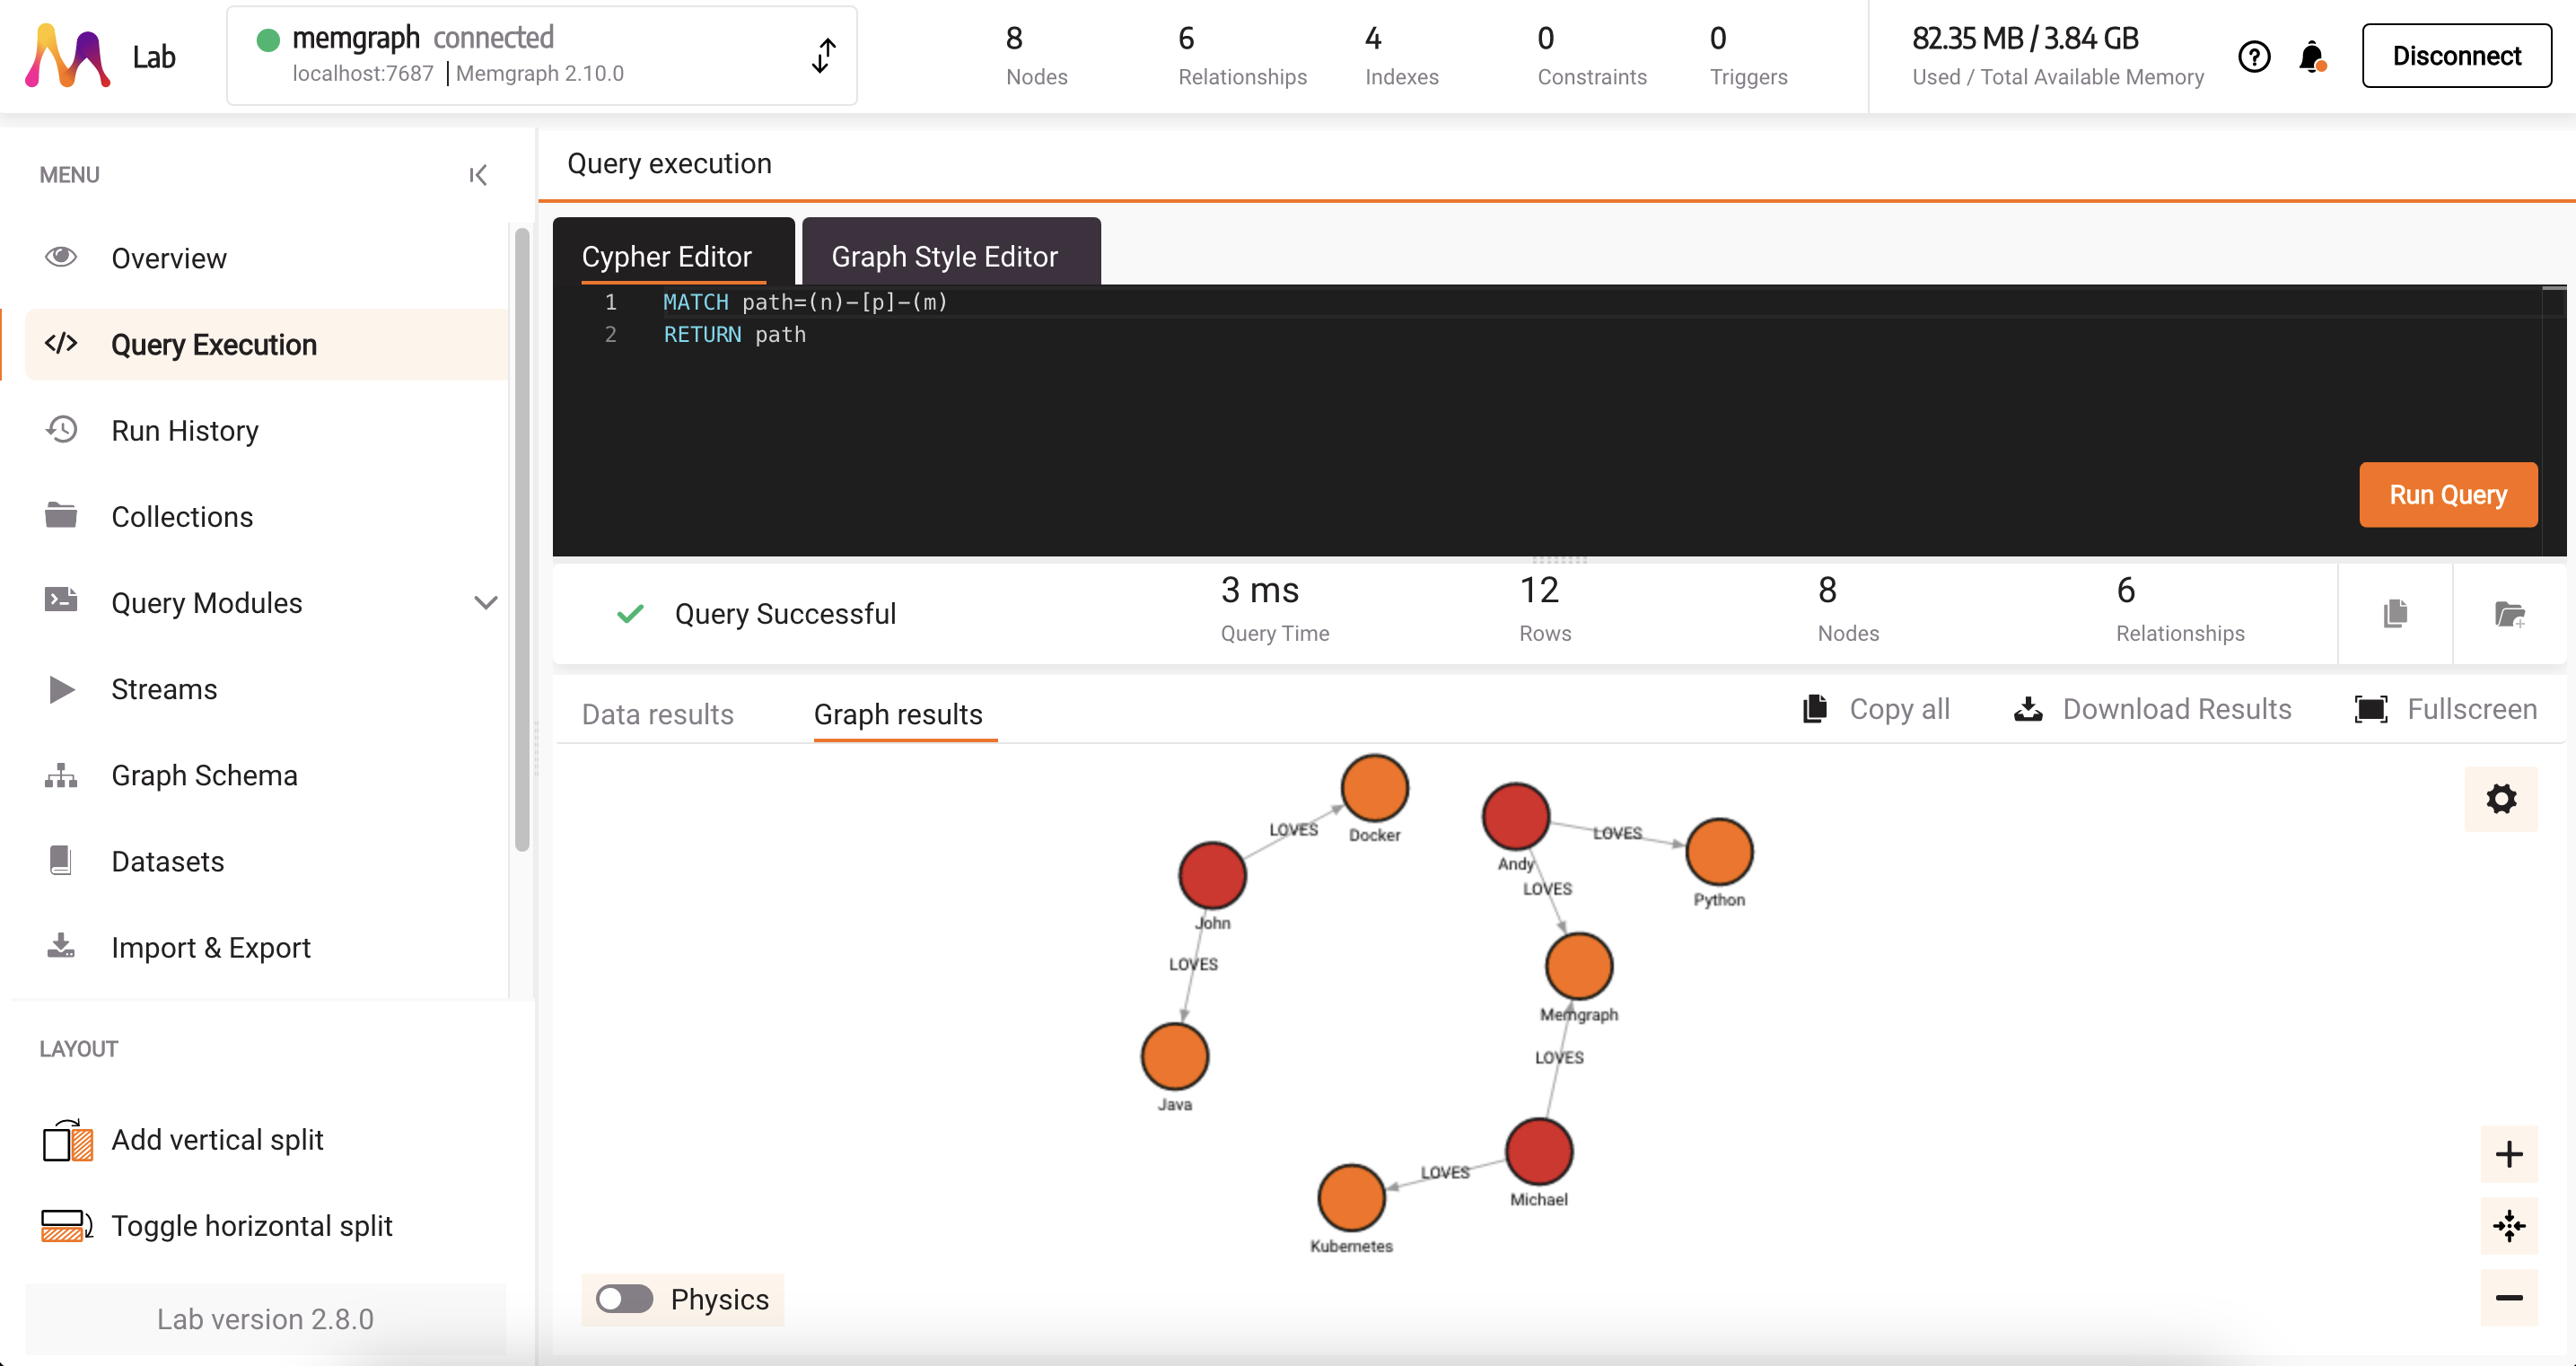 Lab
memgraph connected
localhost:7687 | Memgraph 2.10.0
8
Nodes
6
Relationships
4
Indexes
0
Constraints
0
Triggers
82.35 MB / 3.84 GB
Used / Total Available Memory
Disconnect
MENU
Overview
Query Execution
Run History
Collections
Query Modules
Streams
Graph Schema
Datasets
Import & Export
LAYOUT
Add vertical split
Toggle horizontal split
Lab version 2.8.0
Query execution
Cypher Editor
Graph Style Editor
1 MATCH path=(n)-[p]-(m)
2 RETURN path
Run Query
Query Successful
3 ms
Query Time
12
Rows
8
Nodes
6
Relationships
Data results
Graph results
Copy all
Download Results
Fullscreen
Docker
LOVES
John
LOVES
Java
Andy
LOVES
Python
LOVES
Memgraph
LOVES
Michael
LOVES
Kubernetes
Physics